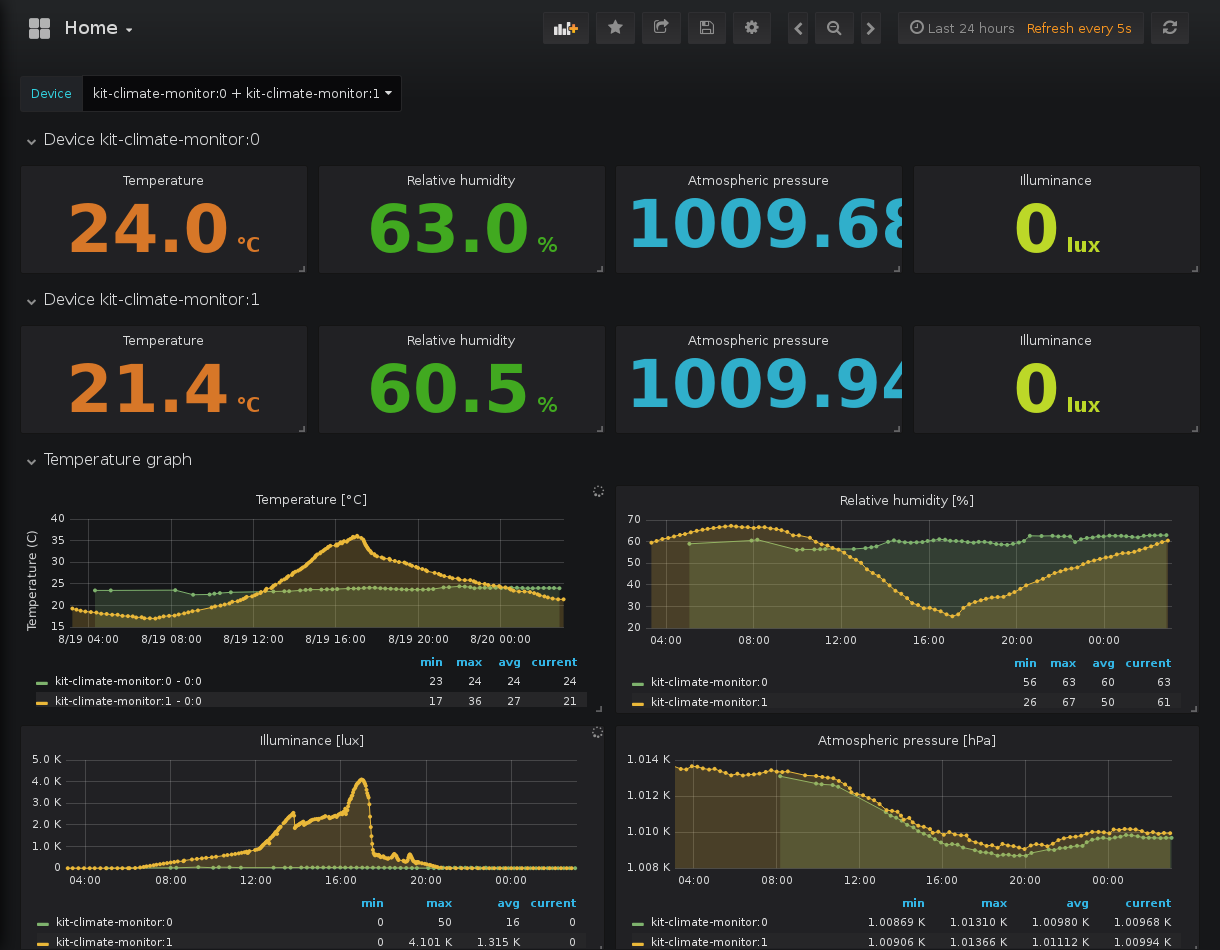 Home
Last 24 hours Refresh every 5s
Device kit-climate-monitor:0 + kit-climate-monitor:1
Device kit-climate-monitor:0
Temperature Relative humidity Atmospheric pressure Illuminance
24.0 °C 63.0 % 1009.68 0 lux
Device kit-climate-monitor:1
Temperature Relative humidity Atmospheric pressure Illuminance
21.4 °C 60.5 % 1009.94 0 lux
Temperature graph
Temperature [°C]
Temperature (C)
40
35
30
25
20
15
8/19 04:00 8/19 08:00 8/19 12:00 8/19 16:00 8/19 20:00 8/20 00:00
min max avg current
kit-climate-monitor:0 - 0:0 23 24 24 24
kit-climate-monitor:1 - 0:0 17 36 27 21
Relative humidity [%]
70
60
50
40
30
20
04:00 08:00 12:00 16:00 20:00 00:00
min max avg current
kit-climate-monitor:0 56 63 60 63
kit-climate-monitor:1 26 67 50 61
Illuminance [lux]
5.0 K
4.0 K
3.0 K
2.0 K
1.0 K
0
04:00 08:00 12:00 16:00 20:00 00:00
min max avg current
kit-climate-monitor:0 0 50 16 0
kit-climate-monitor:1 0 4.101 K 1.315 K 0
Atmospheric pressure [hPa]
1.014 K
1.012 K
1.010 K
1.008 K
04:00 08:00 12:00 16:00 20:00 00:00
min max avg current
kit-climate-monitor:0 1.00869 K 1.01310 K 1.00980 K 1.00968 K
kit-climate-monitor:1 1.00906 K 1.01366 K 1.01112 K 1.00994 K